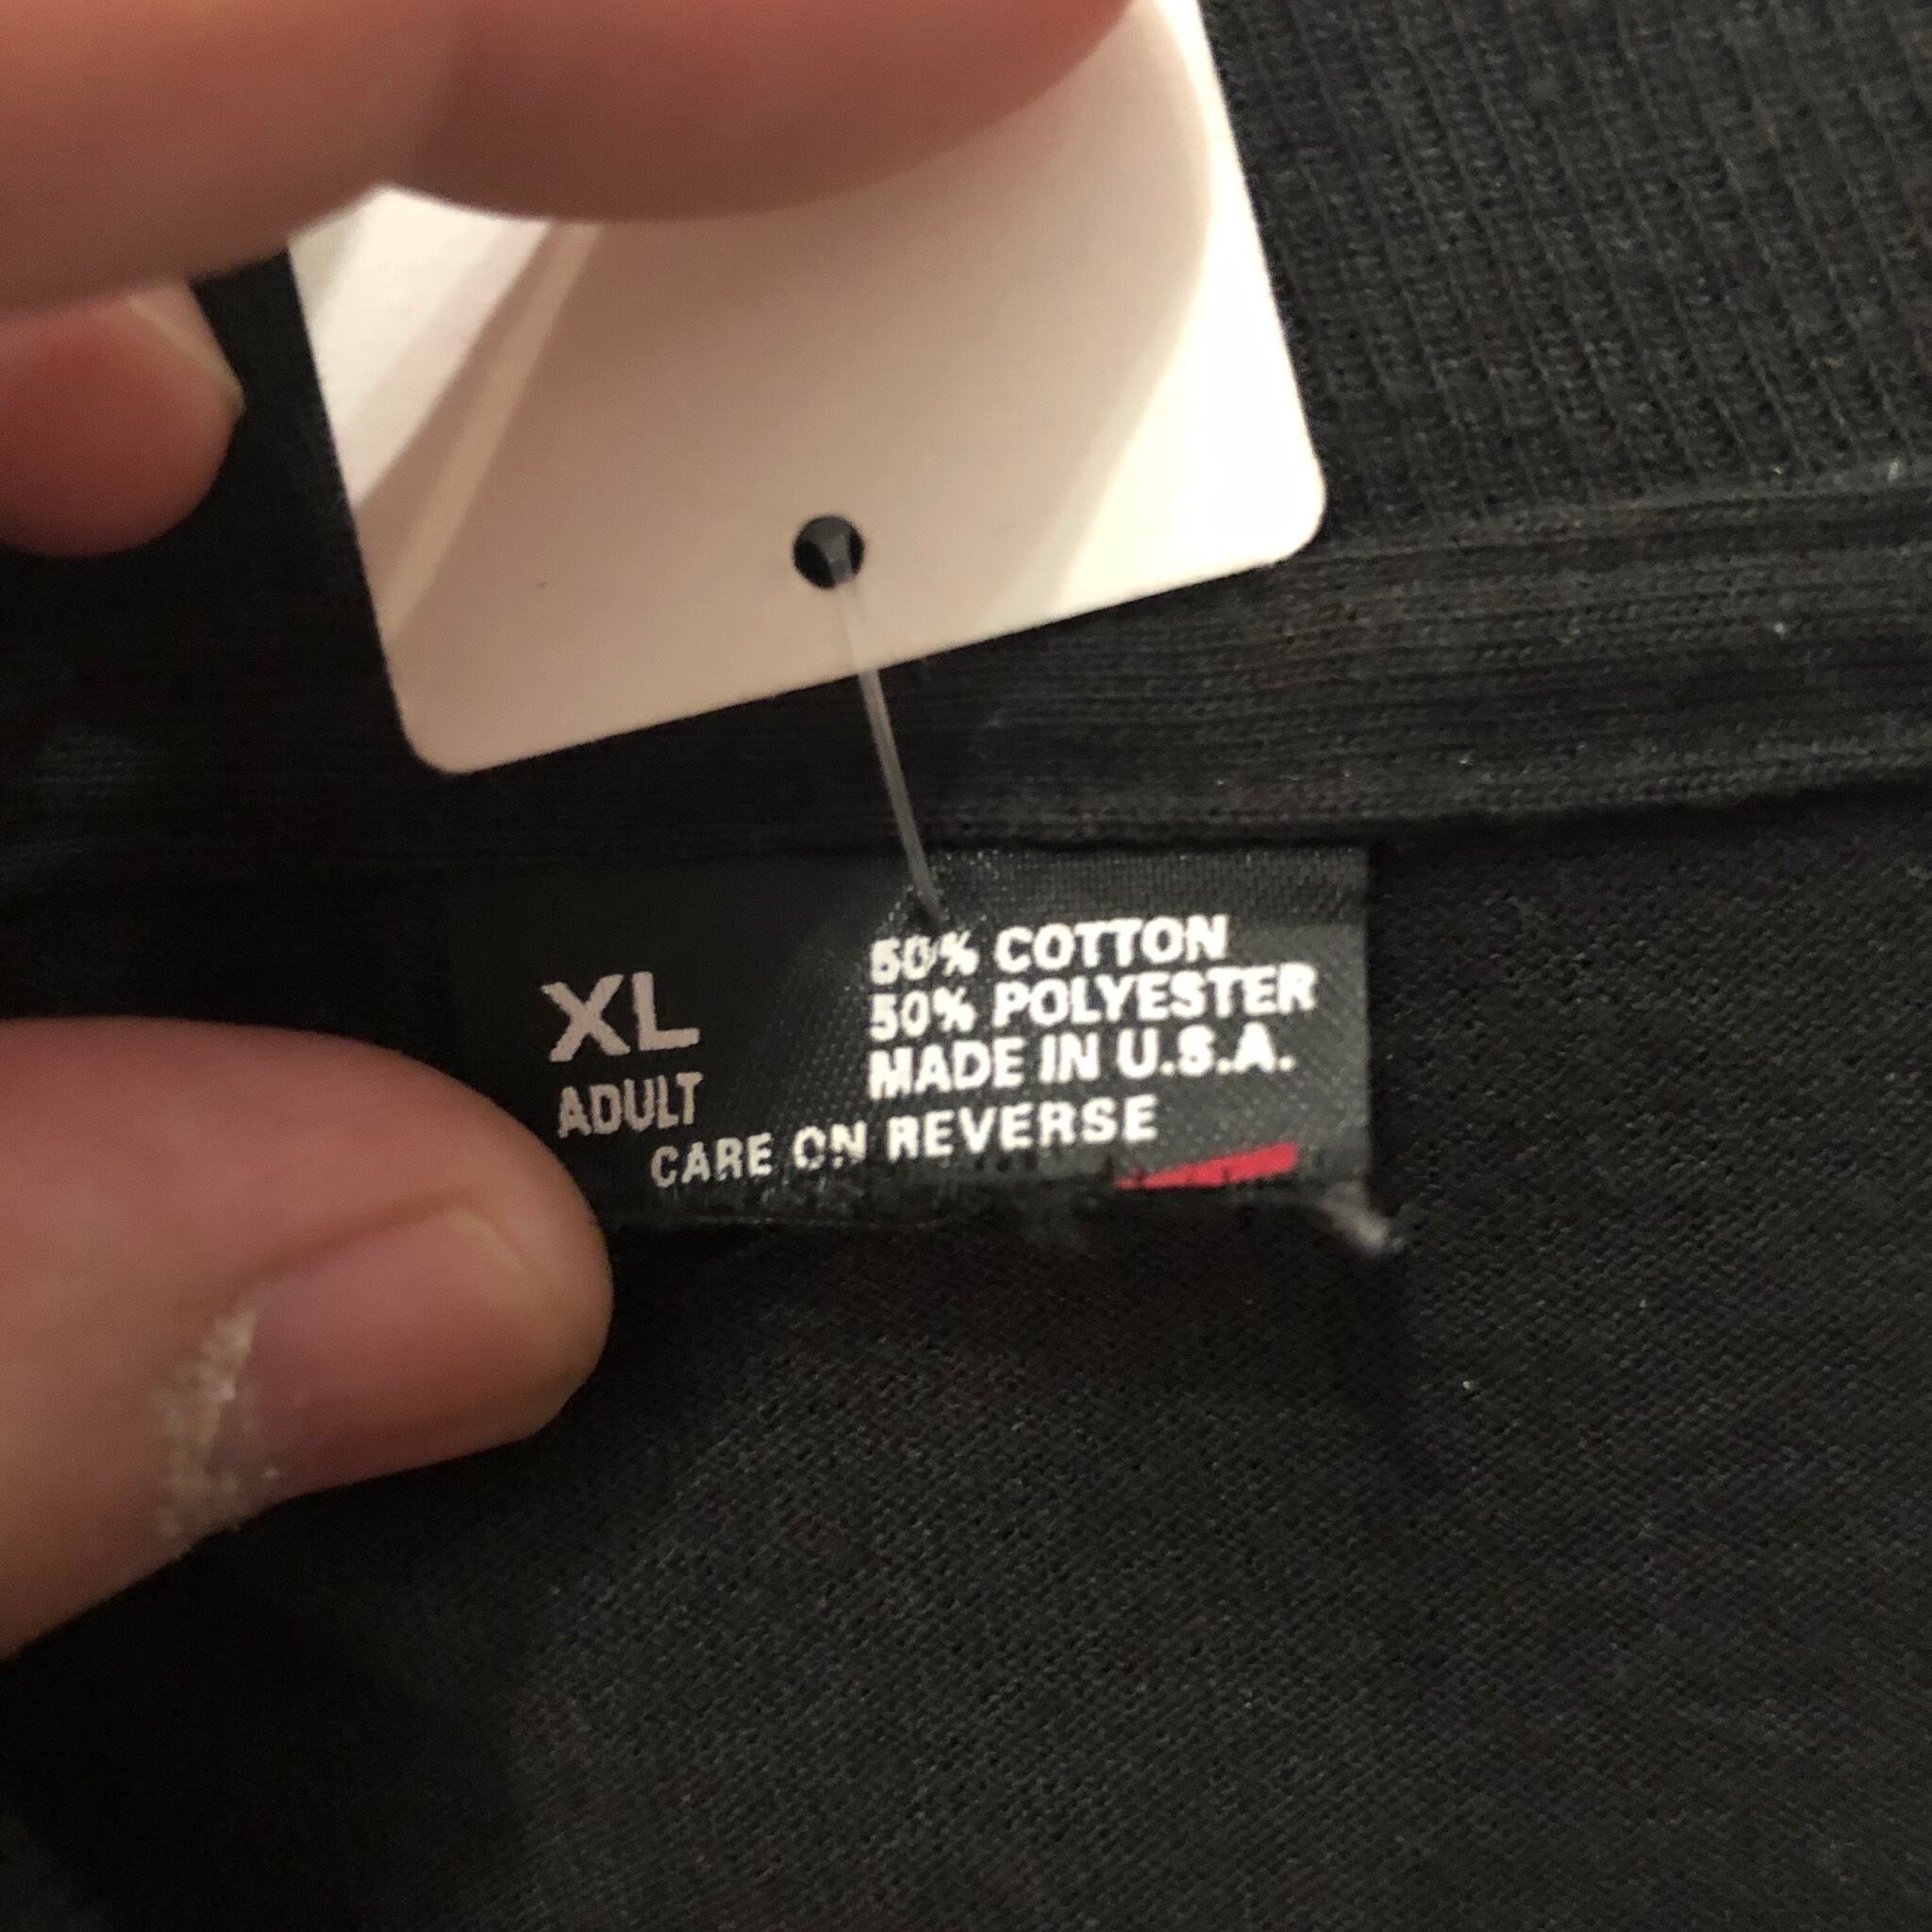 XL
ADULT
50% COTTON
50% POLYESTER
MADE IN U.S.A.
CARE ON REVERSE